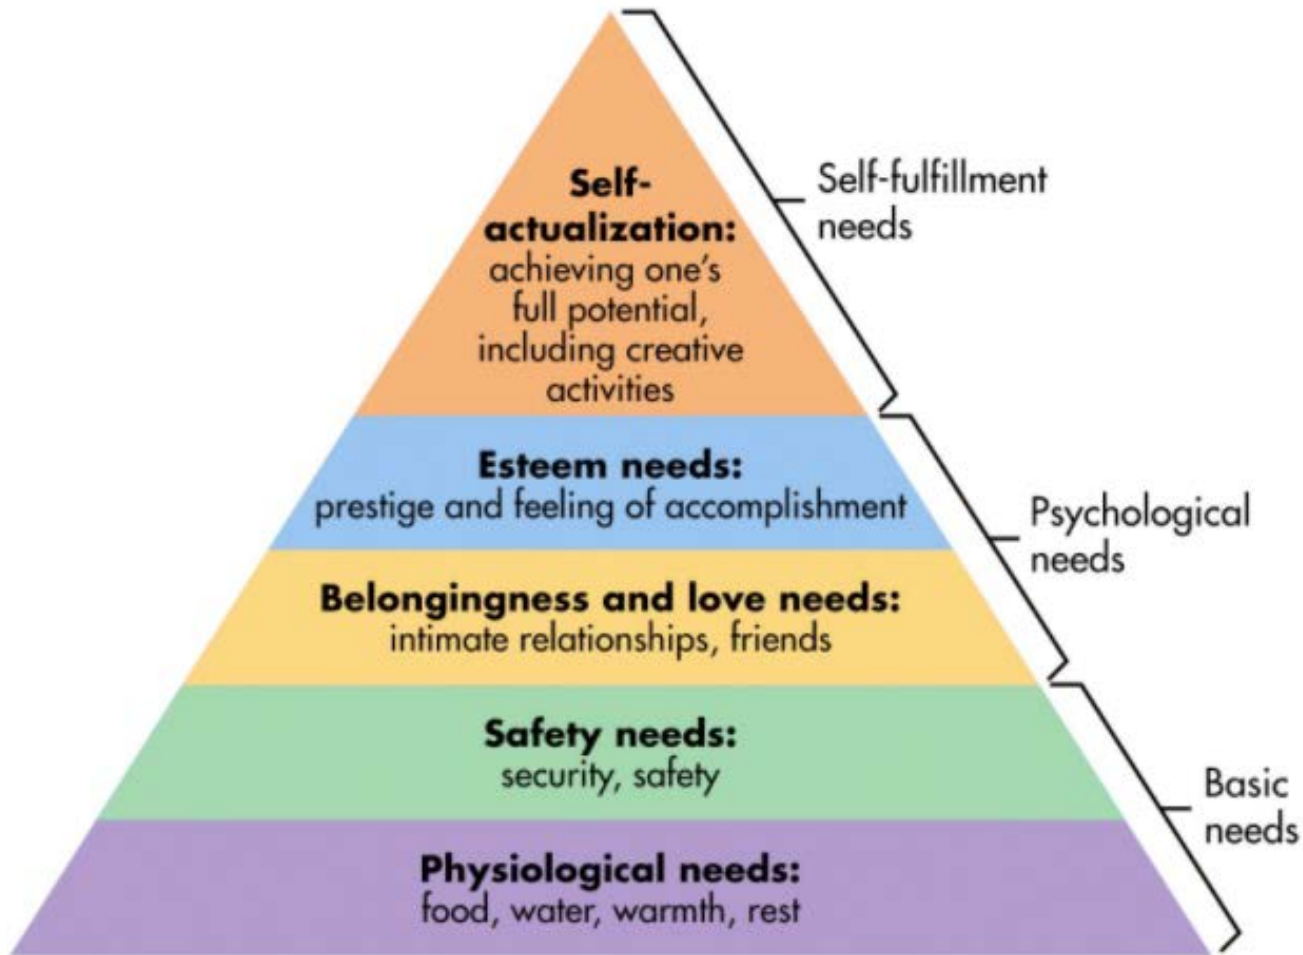 Self-
actualization:
achieving one's
full potential,
including creative
activities
Self-fulfillment
needs
Esteem needs:
prestige and feeling of accomplishment
Psychological
needs
Belongingness and love needs:
intimate relationships, friends
Safety needs:
security, safety
Basic
needs
Physiological needs:
food, water, warmth, rest